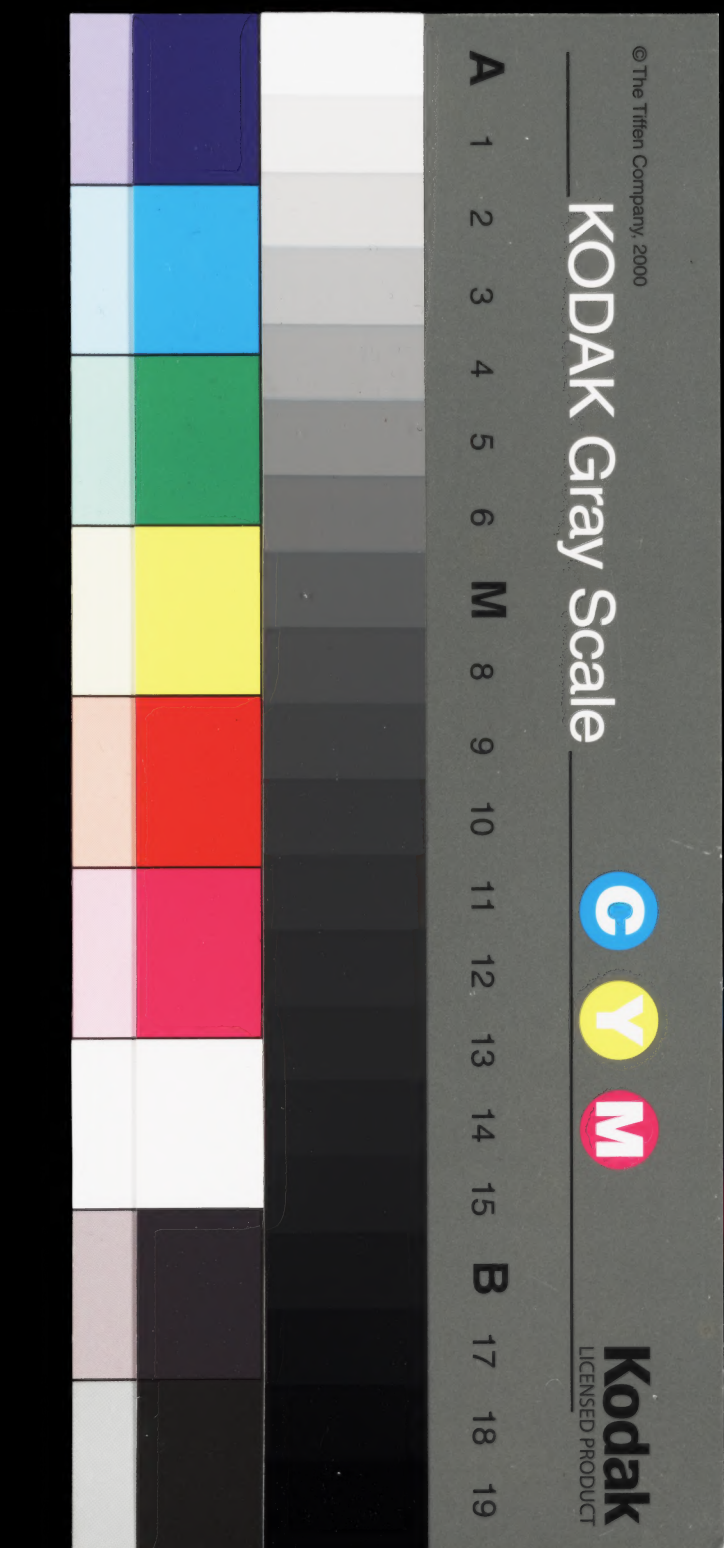 © The Tiffen Company, 2000
KODAK Gray Scale
C Y M
Kodak
LICENSED PRODUCT
A 1 2 3 4 5 6 M 8 9 10 11 12 13 14 15 B 17 18 19